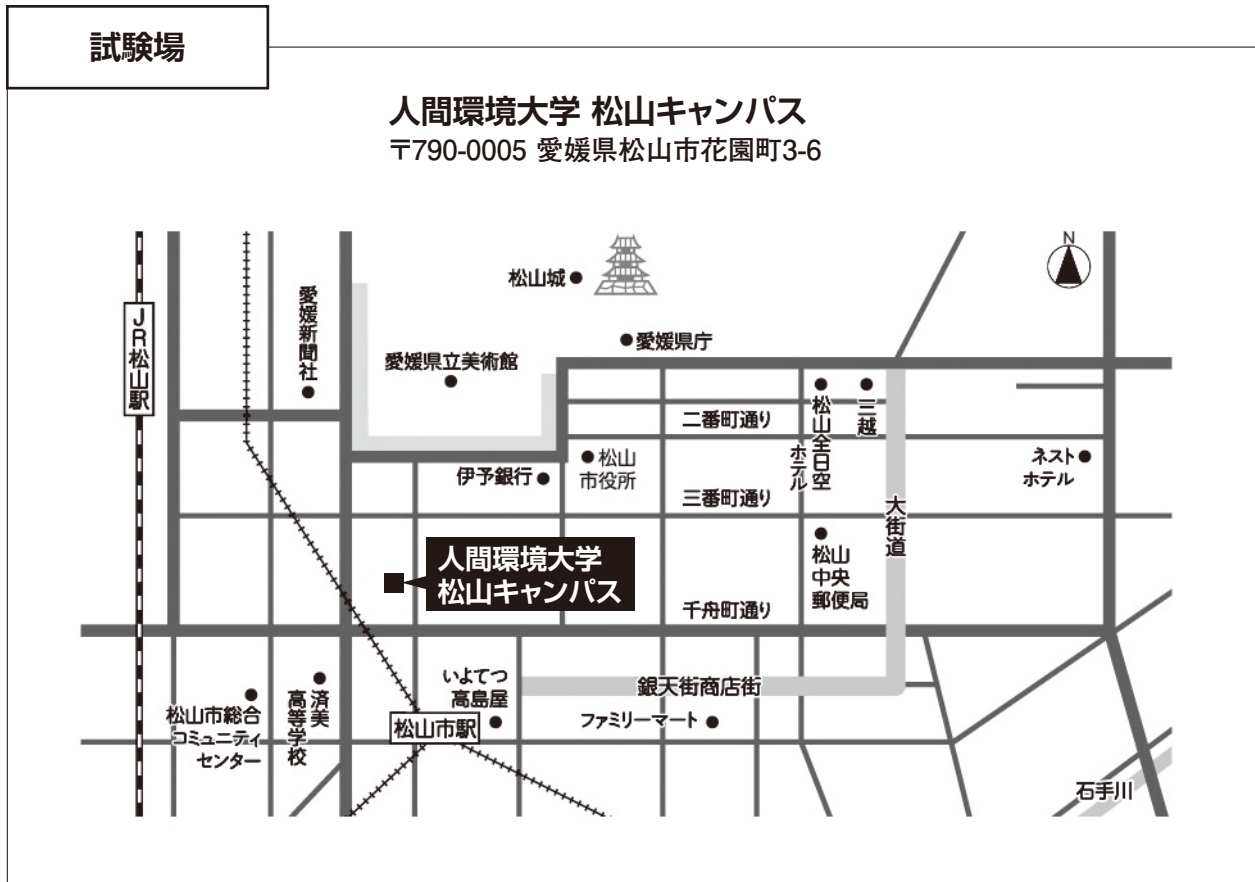 試験場
人間環境大学 松山キャンパス
〒790-0005 愛媛県松山市花園町3-6
N
松山城
愛媛新聞社
JR松山駅
愛媛県庁
愛媛県立美術館
二番町通り
松山全日空
ホテル
三越
伊予銀行
松山
市役所
ネスト
ホテル
三番町通り
大街道
人間環境大学
松山キャンパス
松山
中央
郵便局
千舟町通り
いよてつ
高島屋
銀天街商店街
済美
高等学校
松山市総合
コミュニティ
センター
松山市駅
ファミリーマート
石手川